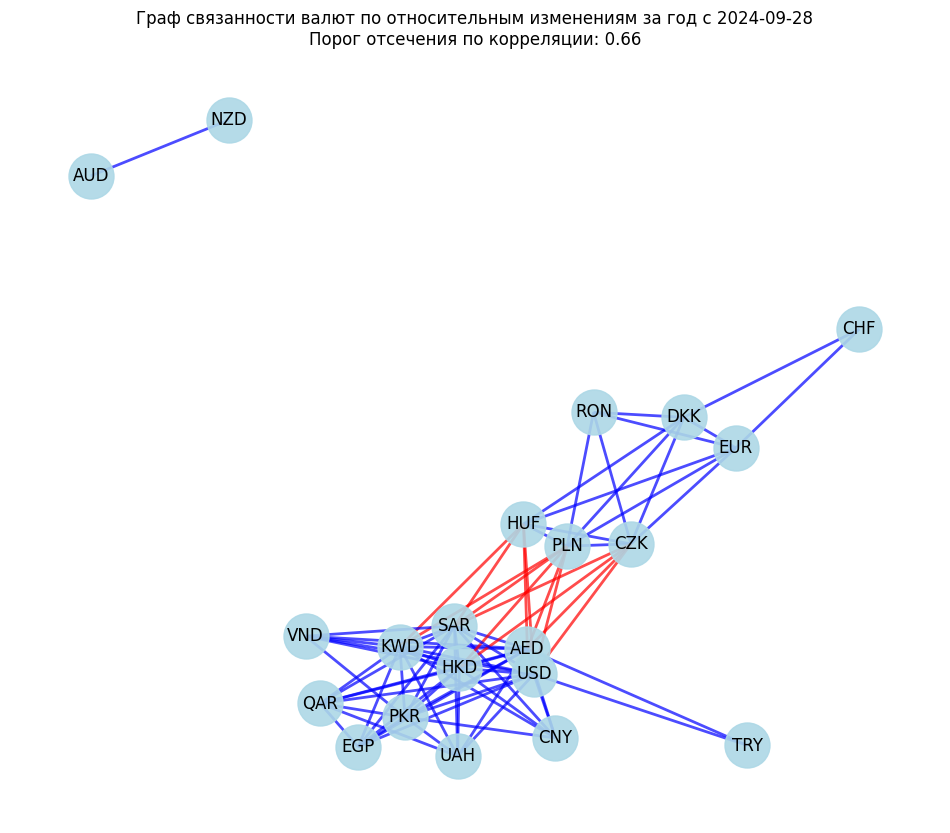 Граф связанности валют по относительным изменениям за год с 2024-09-28
Порог отсечения по корреляции: 0.66
NZD
AUD
CHF
RON
DKK
EUR
HUF
PLN
CZK
SAR
VND
KWD
AED
HKD
USD
QAR
PKR
CNY
EGP
UAH
TRY